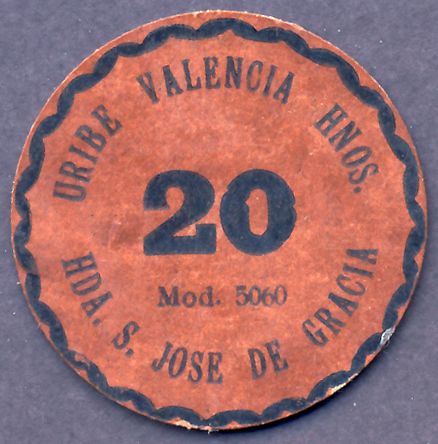 URIBE VALENCIA HNOS.
20
Mod. 5060
HDA. S. JOSE DE GRACIA